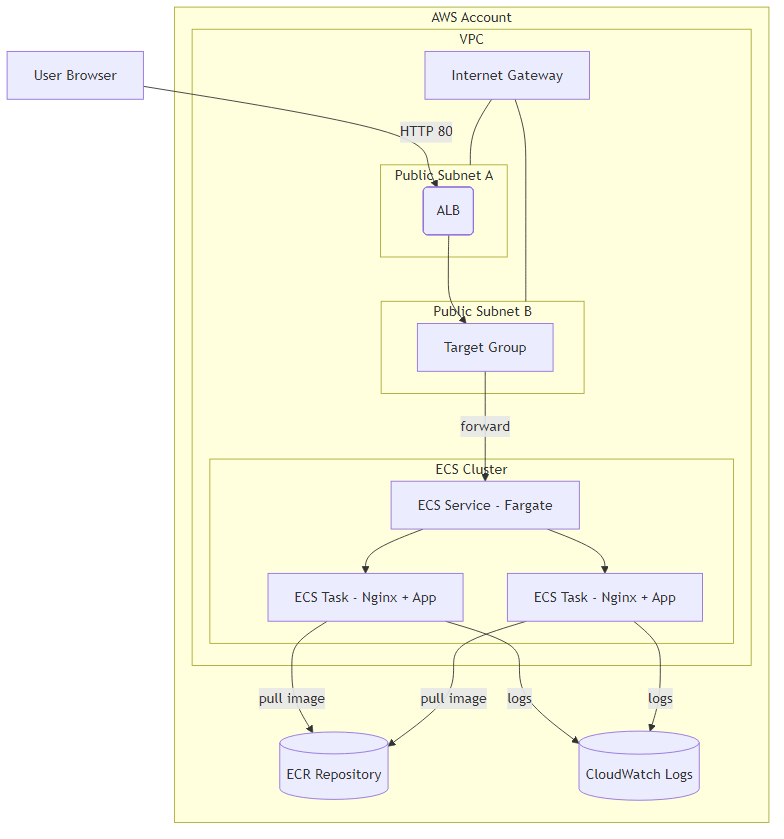 AWS Account
VPC
User Browser
Internet Gateway
HTTP 80
Public Subnet A
ALB
Public Subnet B
Target Group
forward
ECS Cluster
ECS Service - Fargate
ECS Task - Nginx + App
ECS Task - Nginx + App
pull image
pull image
logs
logs
ECR Repository
CloudWatch Logs